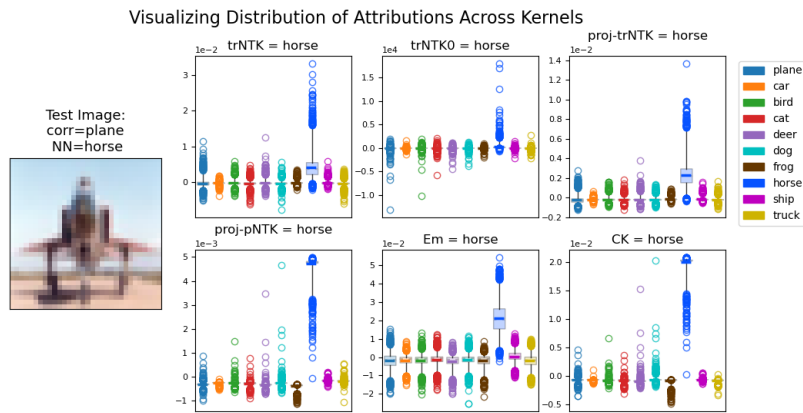 Visualizing Distribution of Attributions Across Kernels
Test Image:
corr=plane
NN=horse
trNTK = horse
1e−2
3
2
1
0
trNTK0 = horse
1e4
1.5
1.0
0.5
0.0
−0.5
−1.0
proj-trNTK = horse
1e−2
1.4
1.2
1.0
0.8
0.6
0.4
0.2
0.0
−0.2
plane
car
bird
cat
deer
dog
frog
horse
ship
truck
proj-pNTK = horse
1e−3
5
4
3
2
1
0
−1
Em = horse
1e−2
5
4
3
2
1
0
−1
−2
CK = horse
1e−2
2.0
1.5
1.0
0.5
0.0
−0.5